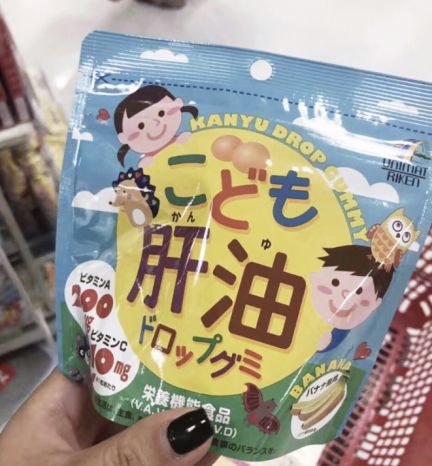 KANYU DROP GUMMY
UNIMAT
RIKEN
こども
かん ゆ
肝油
ドロップグミ
ビタミンA
200
ビタミンC
10mg
BANANA
バナナ風味
栄養機能食品